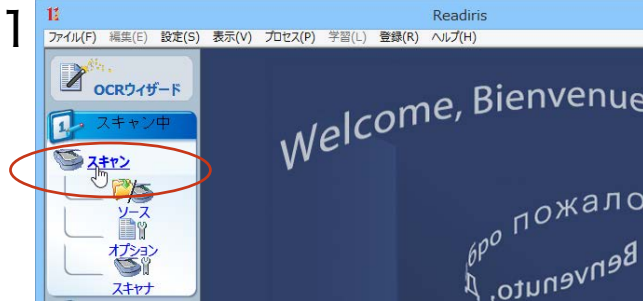 1
Readiris
ファイル(F) 編集(E) 設定(S) 表示(V) プロセス(P) 学習(L) 登録(R) ヘルプ(H)
OCRウィザード
1 スキャン中
スキャン
ソース
オプション
スキャナ
Welcome, Bienvenue
бро пожало
Benvenuto,